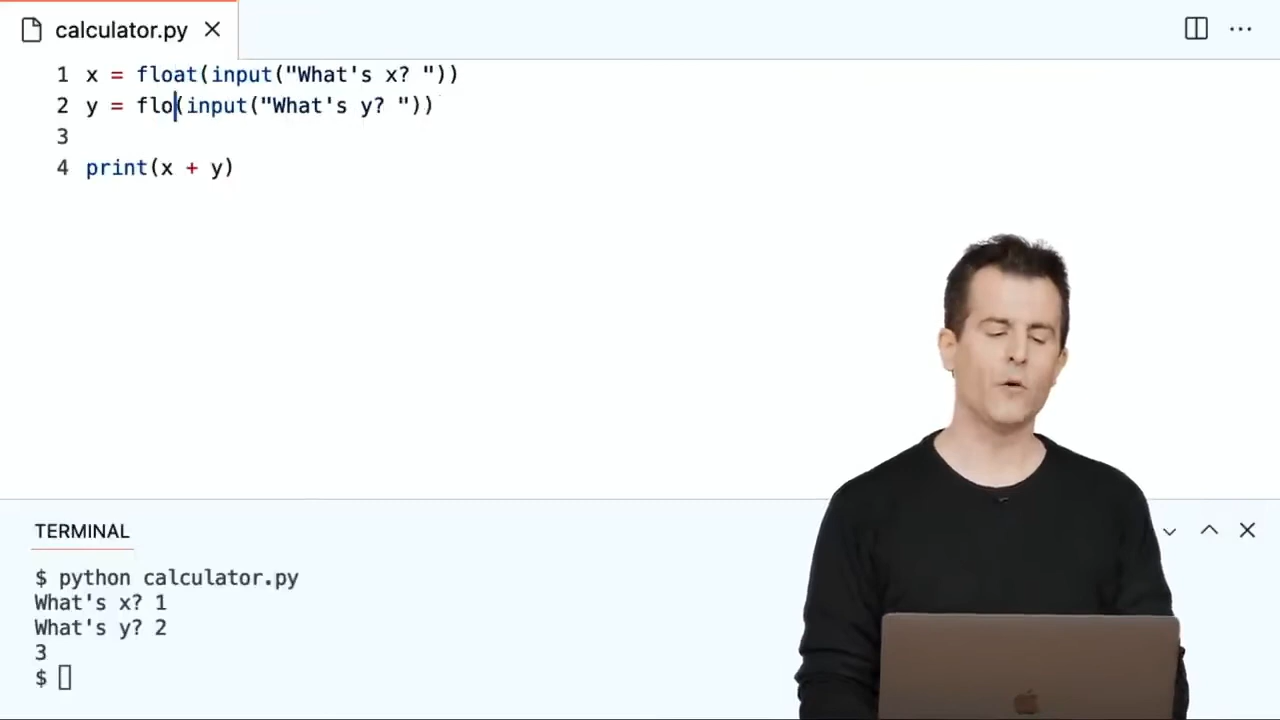 calculator.py
1 x = float(input("What's x? "))
2 y = flo(input("What's y? "))
3
4 print(x + y)
TERMINAL
$ python calculator.py
What's x? 1
What's y? 2
3
$